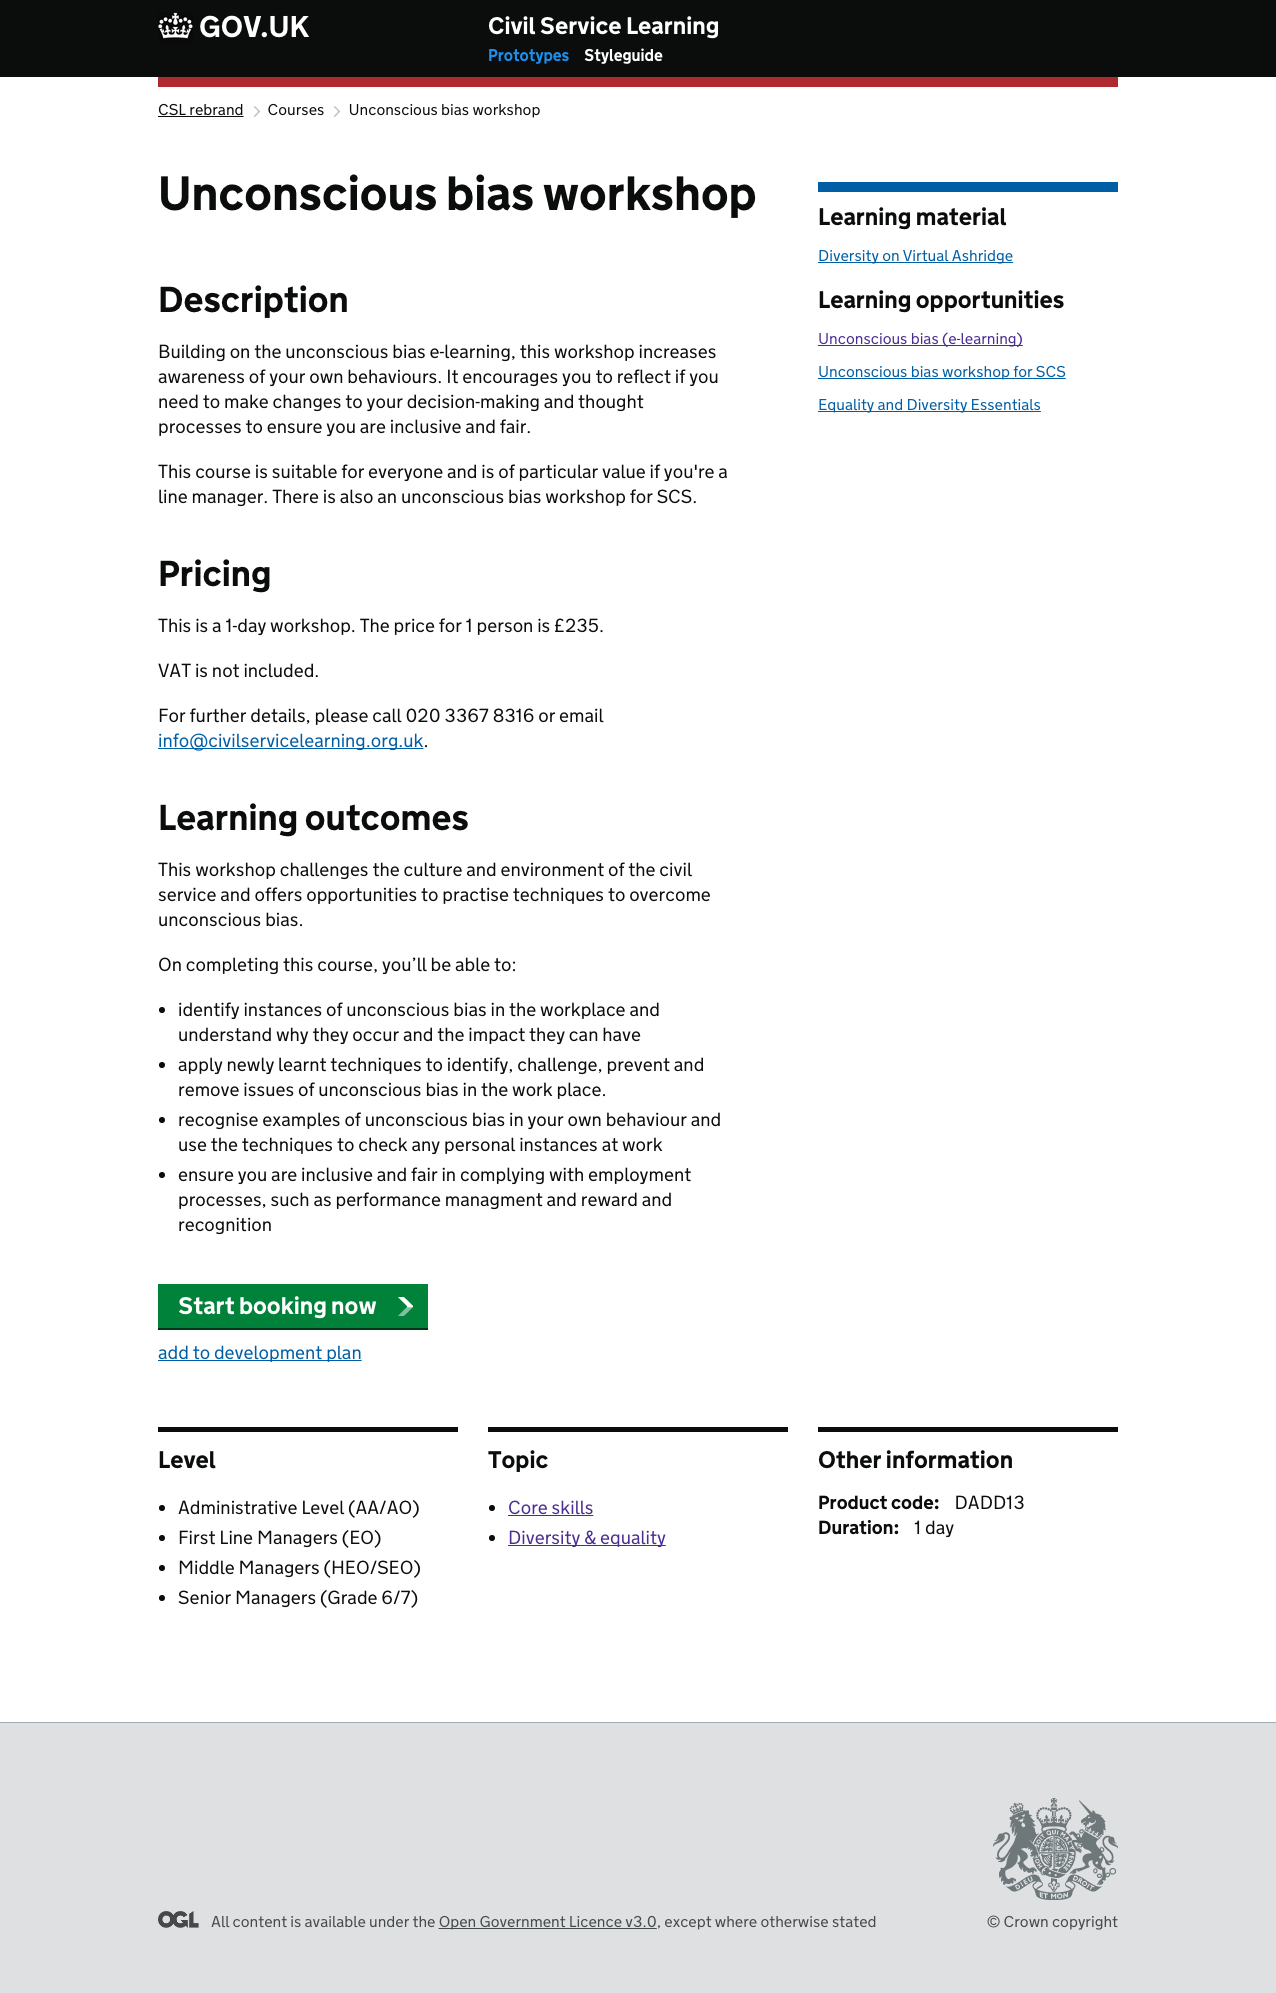 GOV.UK
Civil Service Learning
Prototypes Styleguide
CSL rebrand Courses Unconscious bias workshop
Unconscious bias workshop
Description
Building on the unconscious bias e-learning, this workshop increases
awareness of your own behaviours. It encourages you to reflect if you
need to make changes to your decision-making and thought
processes to ensure you are inclusive and fair.
This course is suitable for everyone and is of particular value if you're a
line manager. There is also an unconscious bias workshop for SCS.
Pricing
This is a 1-day workshop. The price for 1 person is £235.
VAT is not included.
For further details, please call 020 3367 8316 or email
info@civilservicelearning.org.uk.
Learning outcomes
This workshop challenges the culture and environment of the civil
service and offers opportunities to practise techniques to overcome
unconscious bias.
On completing this course, you’ll be able to:
• identify instances of unconscious bias in the workplace and
understand why they occur and the impact they can have
• apply newly learnt techniques to identify, challenge, prevent and
remove issues of unconscious bias in the work place.
• recognise examples of unconscious bias in your own behaviour and
use the techniques to check any personal instances at work
• ensure you are inclusive and fair in complying with employment
processes, such as performance managment and reward and
recognition
Start booking now
add to development plan
Learning material
Diversity on Virtual Ashridge
Learning opportunities
Unconscious bias (e-learning)
Unconscious bias workshop for SCS
Equality and Diversity Essentials
Level
• Administrative Level (AA/AO)
• First Line Managers (EO)
• Middle Managers (HEO/SEO)
• Senior Managers (Grade 6/7)
Topic
• Core skills
• Diversity & equality
Other information
Product code: DADD13
Duration: 1 day
OGL All content is available under the Open Government Licence v3.0, except where otherwise stated
DIEU ET MON DROIT
© Crown copyright